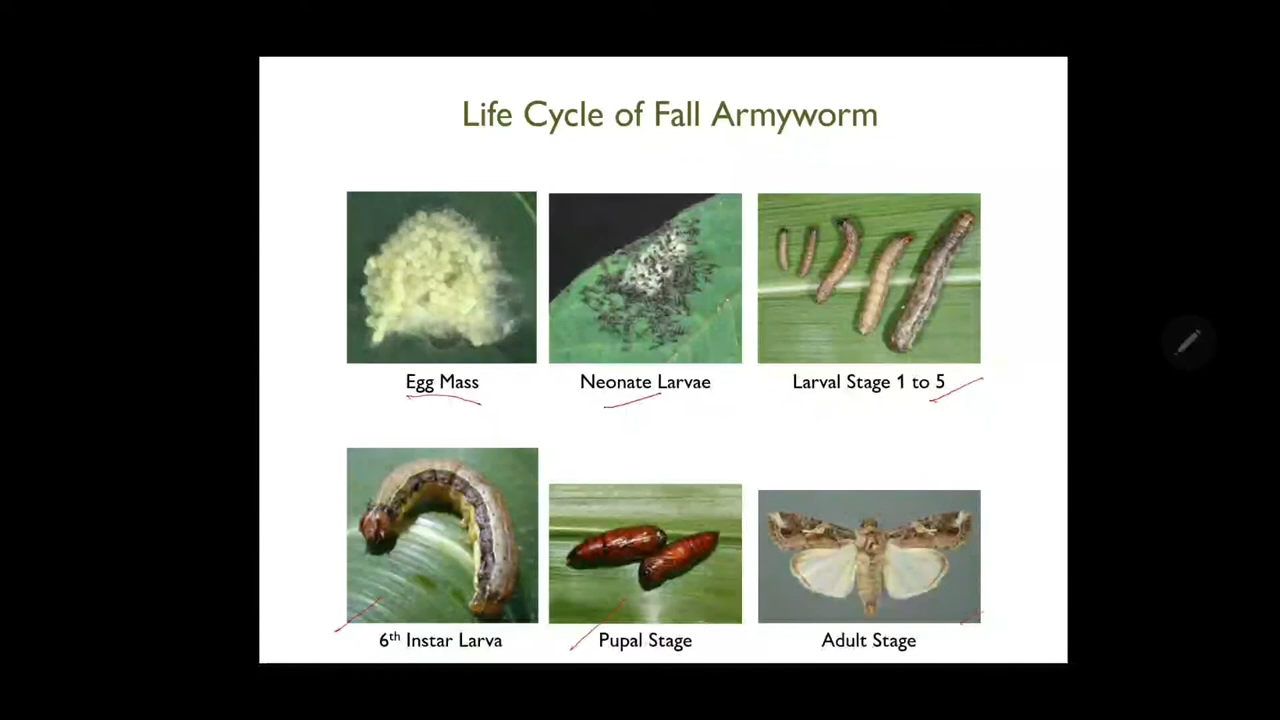 Life Cycle of Fall Armyworm
Egg Mass
Neonate Larvae
Larval Stage 1 to 5
6th Instar Larva
Pupal Stage
Adult Stage